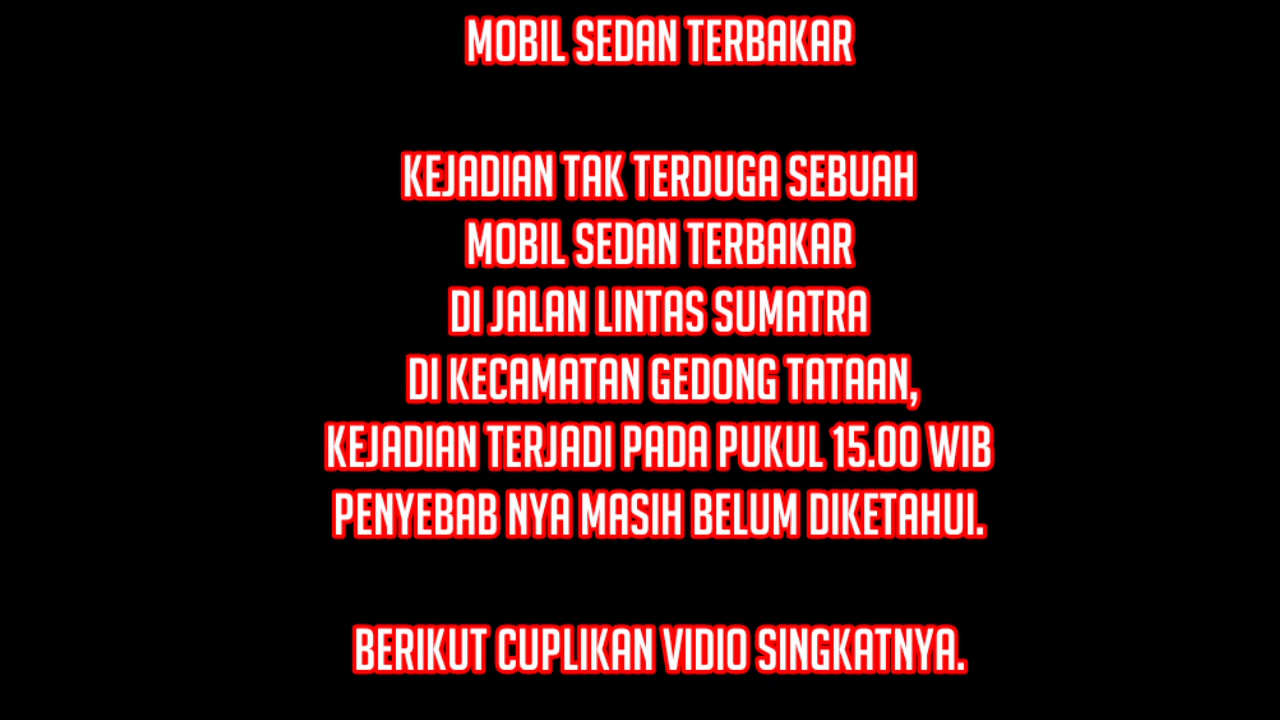 MOBIL SEDAN TERBAKAR
KEJADIAN TAK TERDUGA SEBUAH
MOBIL SEDAN TERBAKAR
DI JALAN LINTAS SUMATRA
DI KECAMATAN GEDONG TATAAN,
KEJADIAN TERJADI PADA PUKUL 15.00 WIB
PENYEBAB NYA MASIH BELUM DIKETAHUI.
BERIKUT CUPLIKAN VIDIO SINGKATNYA.